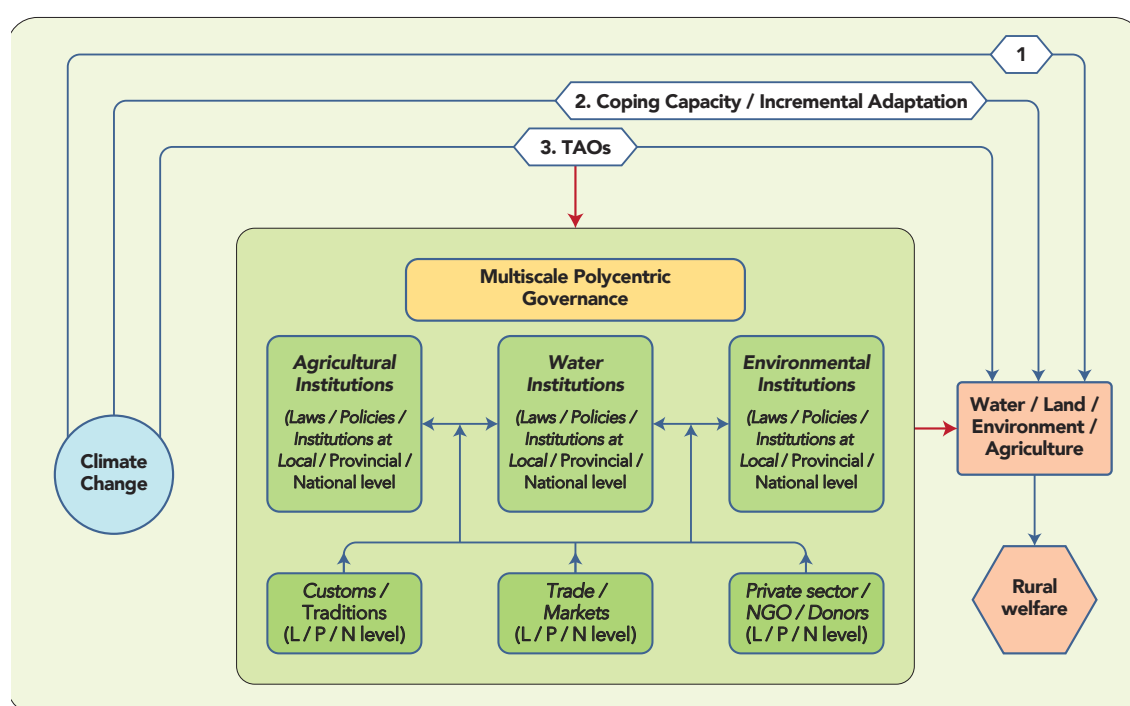 1
2. Coping Capacity / Incremental Adaptation
3. TAOs
Multiscale Polycentric
Governance
Agricultural
Institutions
(Laws / Policies /
Institutions at
Local / Provincial /
National level
Water
Institutions
(Laws / Policies /
Institutions at
Local / Provincial /
National level
Environmental
Institutions
(Laws / Policies /
Institutions at
Local / Provincial /
National level
Climate
Change
Water / Land /
Environment /
Agriculture
Customs /
Traditions
(L / P / N level)
Trade /
Markets
(L / P / N level)
Private sector /
NGO / Donors
(L / P / N level)
Rural
welfare